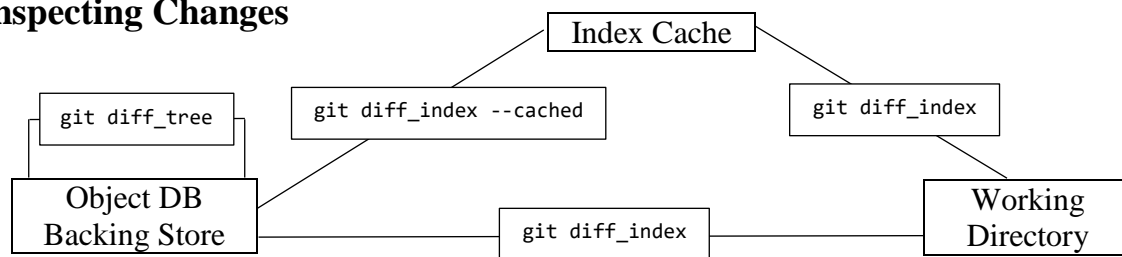 nspecting Changes
Index Cache
git diff_tree
git diff_index --cached
git diff_index
Object DB
Backing Store
git diff_index
Working
Directory